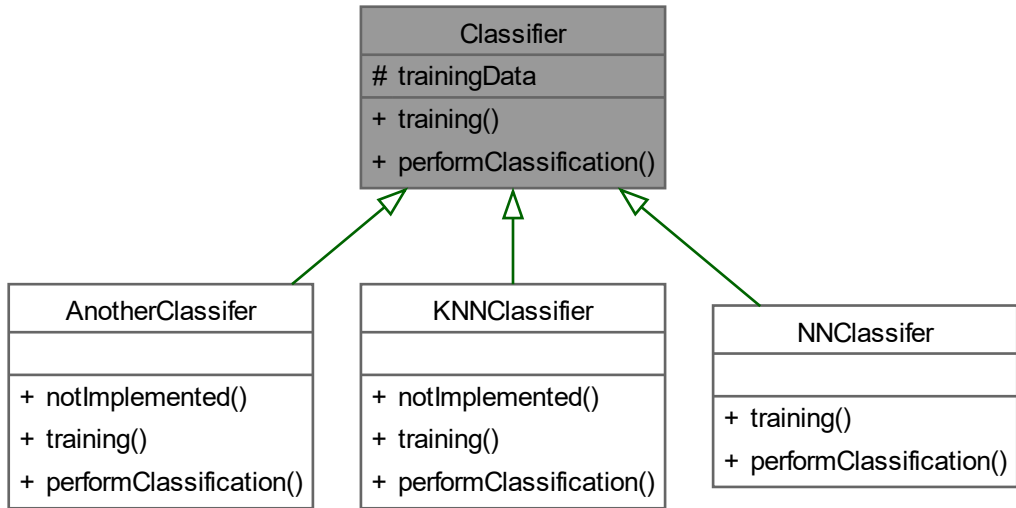 Classifier
# trainingData
+ training()
+ performClassification()
AnotherClassifer
+ notImplemented()
+ training()
+ performClassification()
KNNClassifier
+ notImplemented()
+ training()
+ performClassification()
NNClassifer
+ training()
+ performClassification()